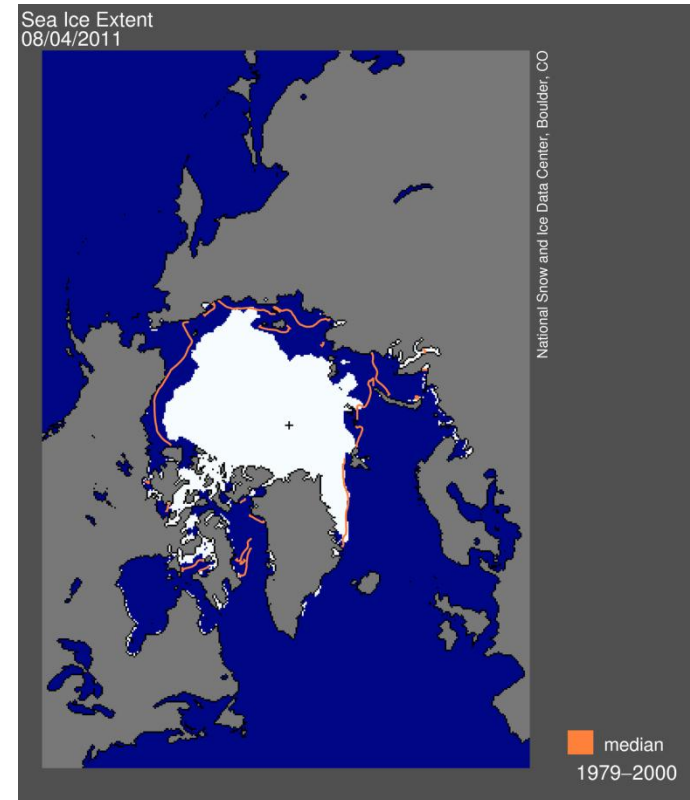 Sea Ice Extent
08/04/2011
National Snow and Ice Data Center, Boulder, CO
median
1979–2000